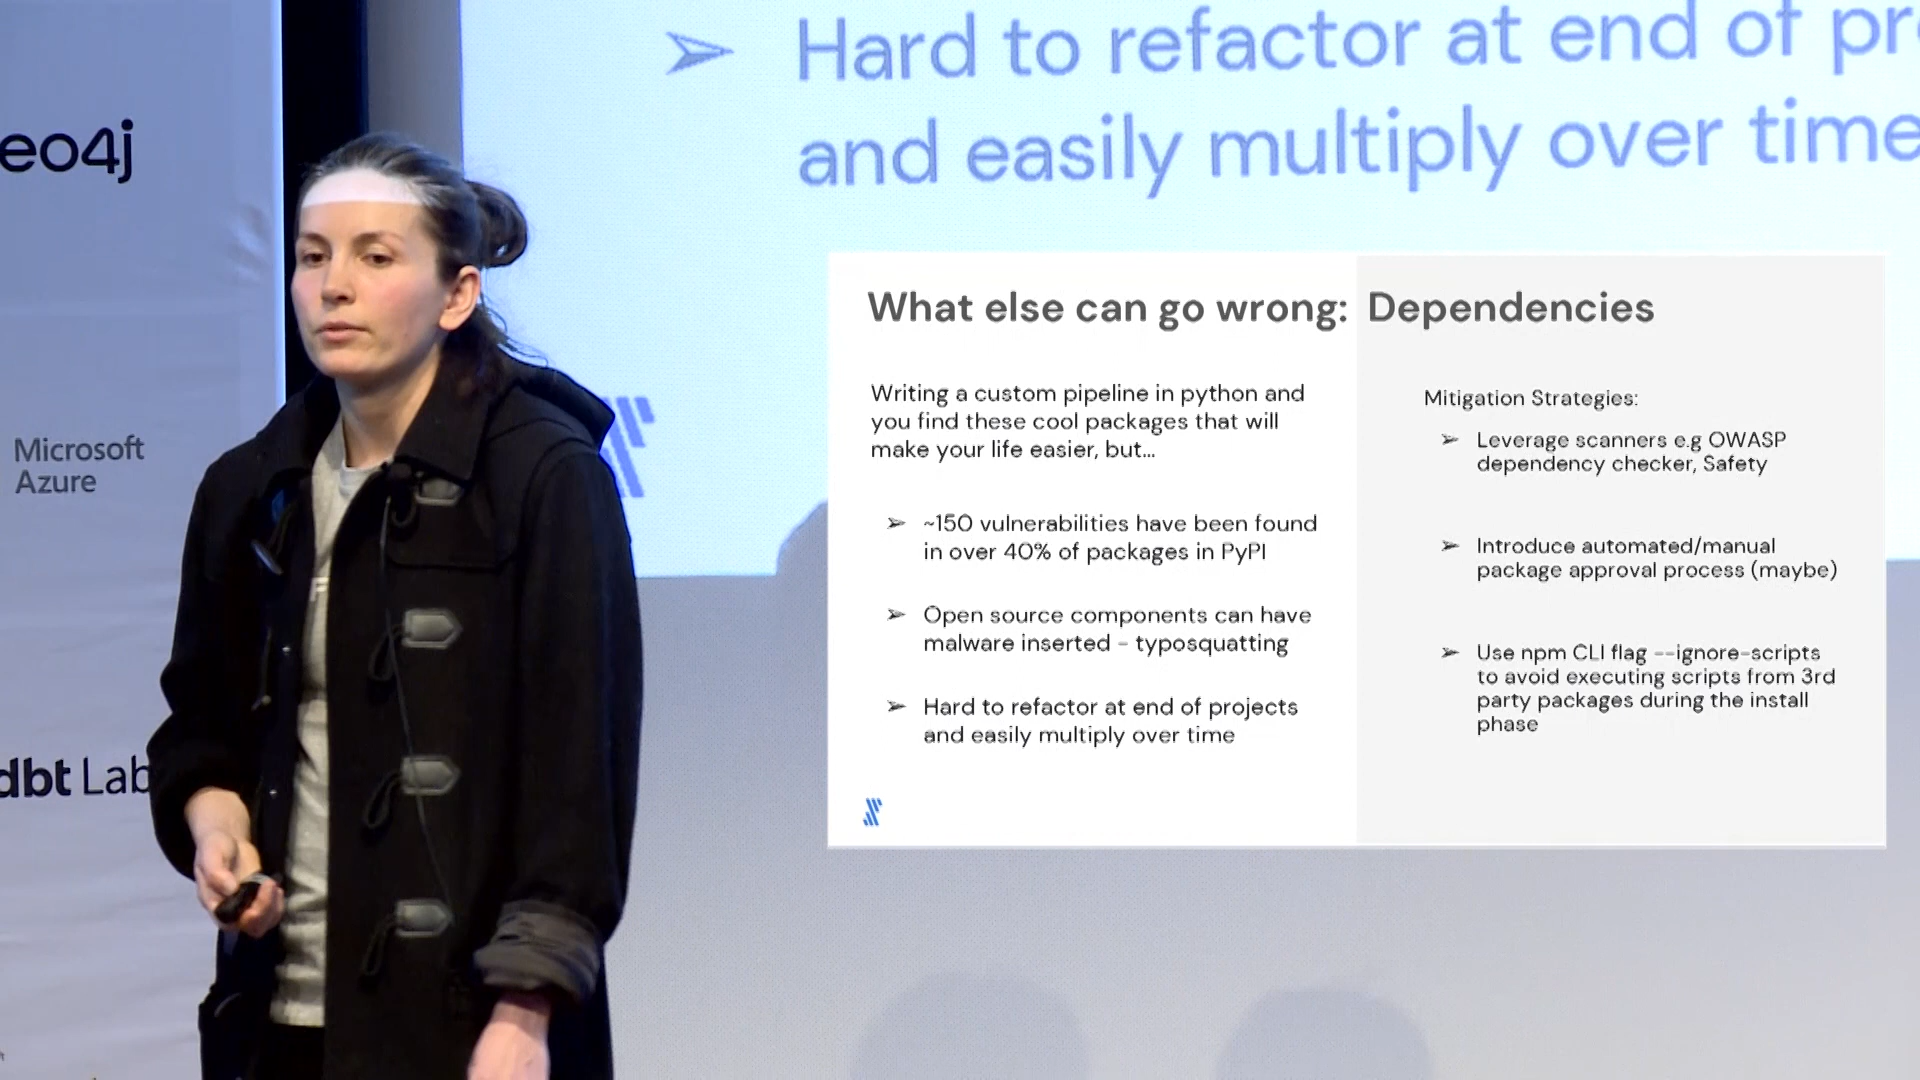 Hard to refactor at end of pr
and easily multiply over time
eo4j
Microsoft
Azure
dbt Lab
What else can go wrong: Dependencies
Writing a custom pipeline in python and
you find these cool packages that will
make your life easier, but...
➢ ~150 vulnerabilities have been found
in over 40% of packages in PyPI
➢ Open source components can have
malware inserted - typosquatting
➢ Hard to refactor at end of projects
and easily multiply over time
Mitigation Strategies:
➢ Leverage scanners e.g OWASP
dependency checker, Safety
➢ Introduce automated/manual
package approval process (maybe)
➢ Use npm CLI flag --ignore-scripts
to avoid executing scripts from 3rd
party packages during the install
phase